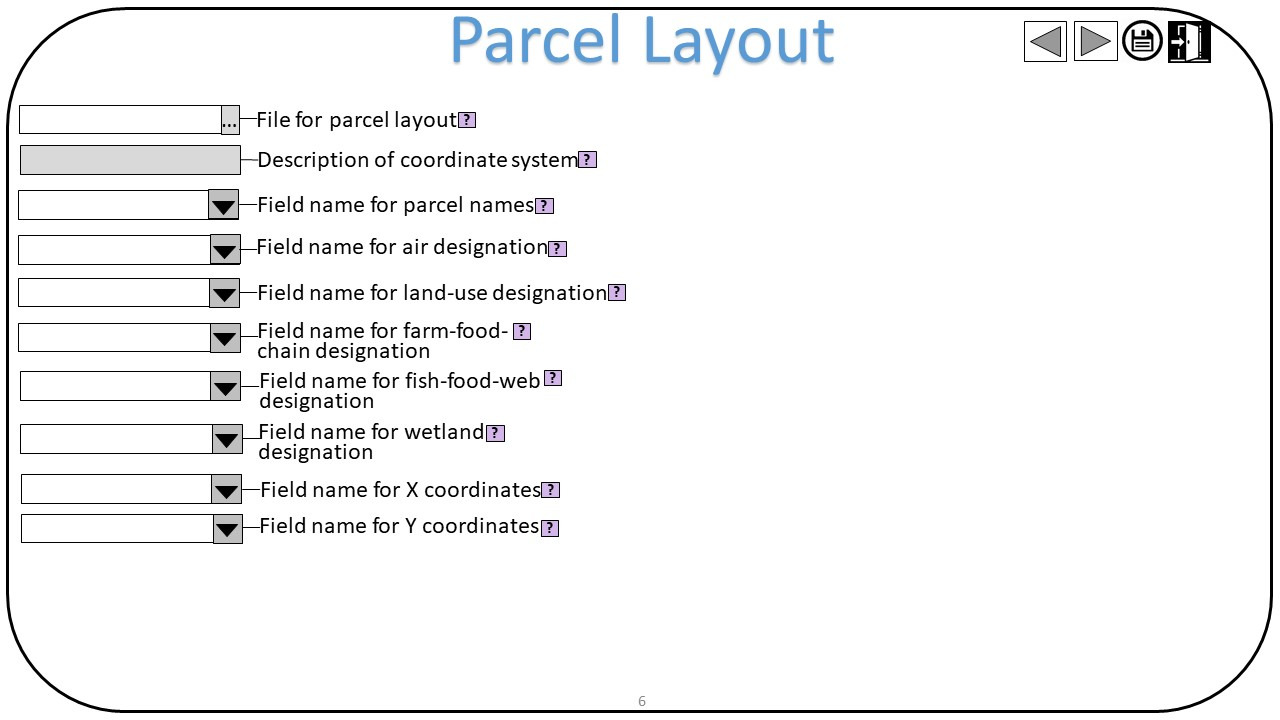 Parcel Layout
... File for parcel layout ?
Description of coordinate system ?
Field name for parcel names ?
Field name for air designation ?
Field name for land-use designation ?
Field name for farm-food- ?
chain designation
Field name for fish-food-web ?
designation
Field name for wetland ?
designation
Field name for X coordinates ?
Field name for Y coordinates ?
6